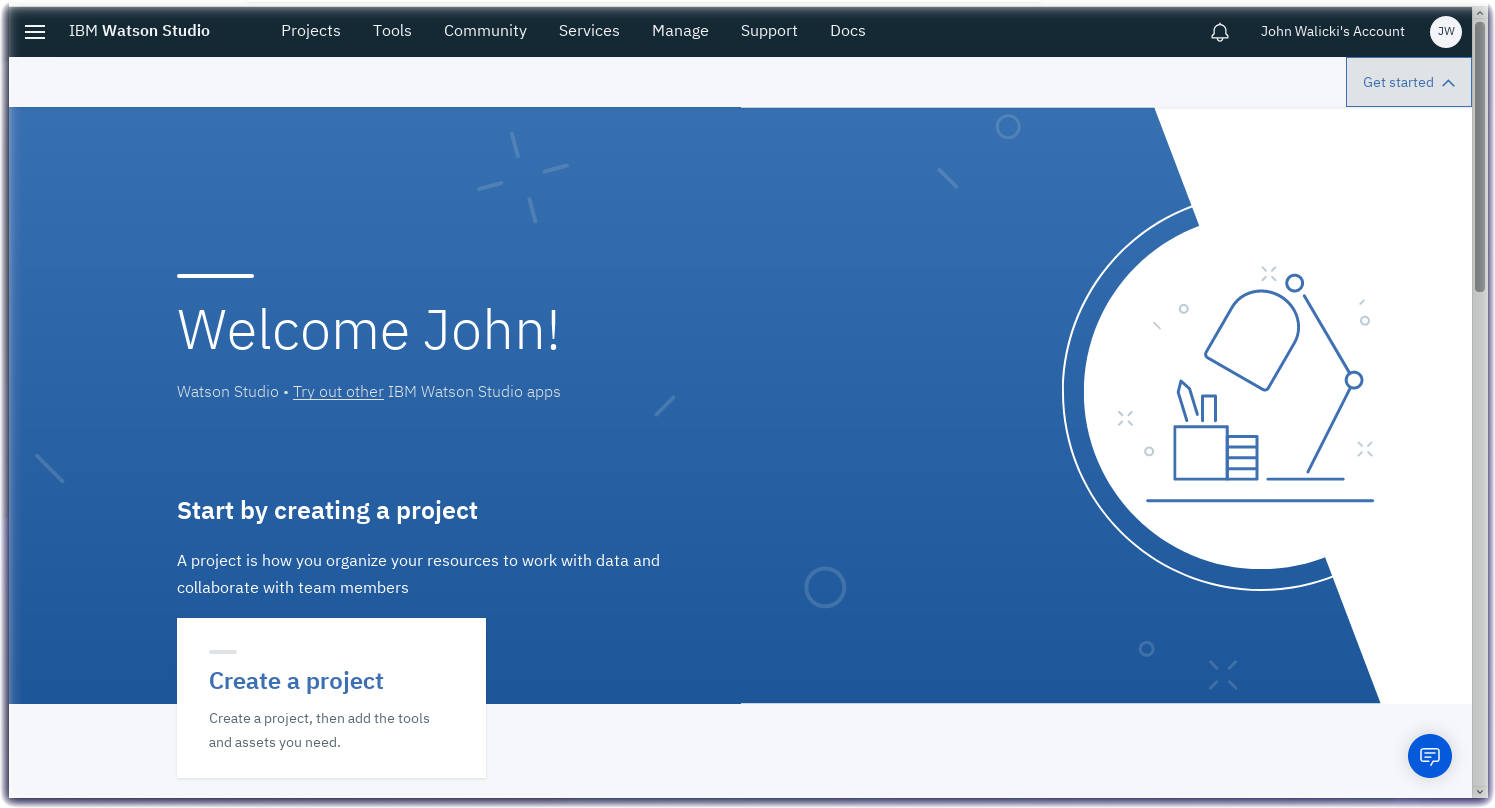 IBM Watson Studio Projects Tools Community Services Manage Support Docs John Walicki's Account JW
Get started
Welcome John!
Watson Studio • Try out other IBM Watson Studio apps
Start by creating a project
A project is how you organize your resources to work with data and
collaborate with team members
Create a project
Create a project, then add the tools
and assets you need.